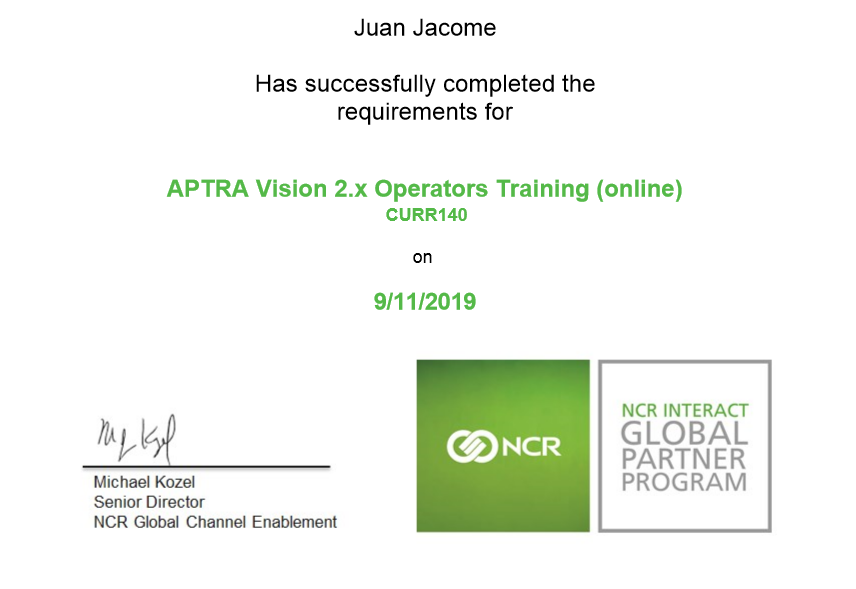 Juan Jacome
Has successfully completed the
requirements for
APTRA Vision 2.x Operators Training (online)
CURR140
on
9/11/2019
Michael Kozel
Senior Director
NCR Global Channel Enablement
NCR
NCR INTERACT
GLOBAL
PARTNER
PROGRAM